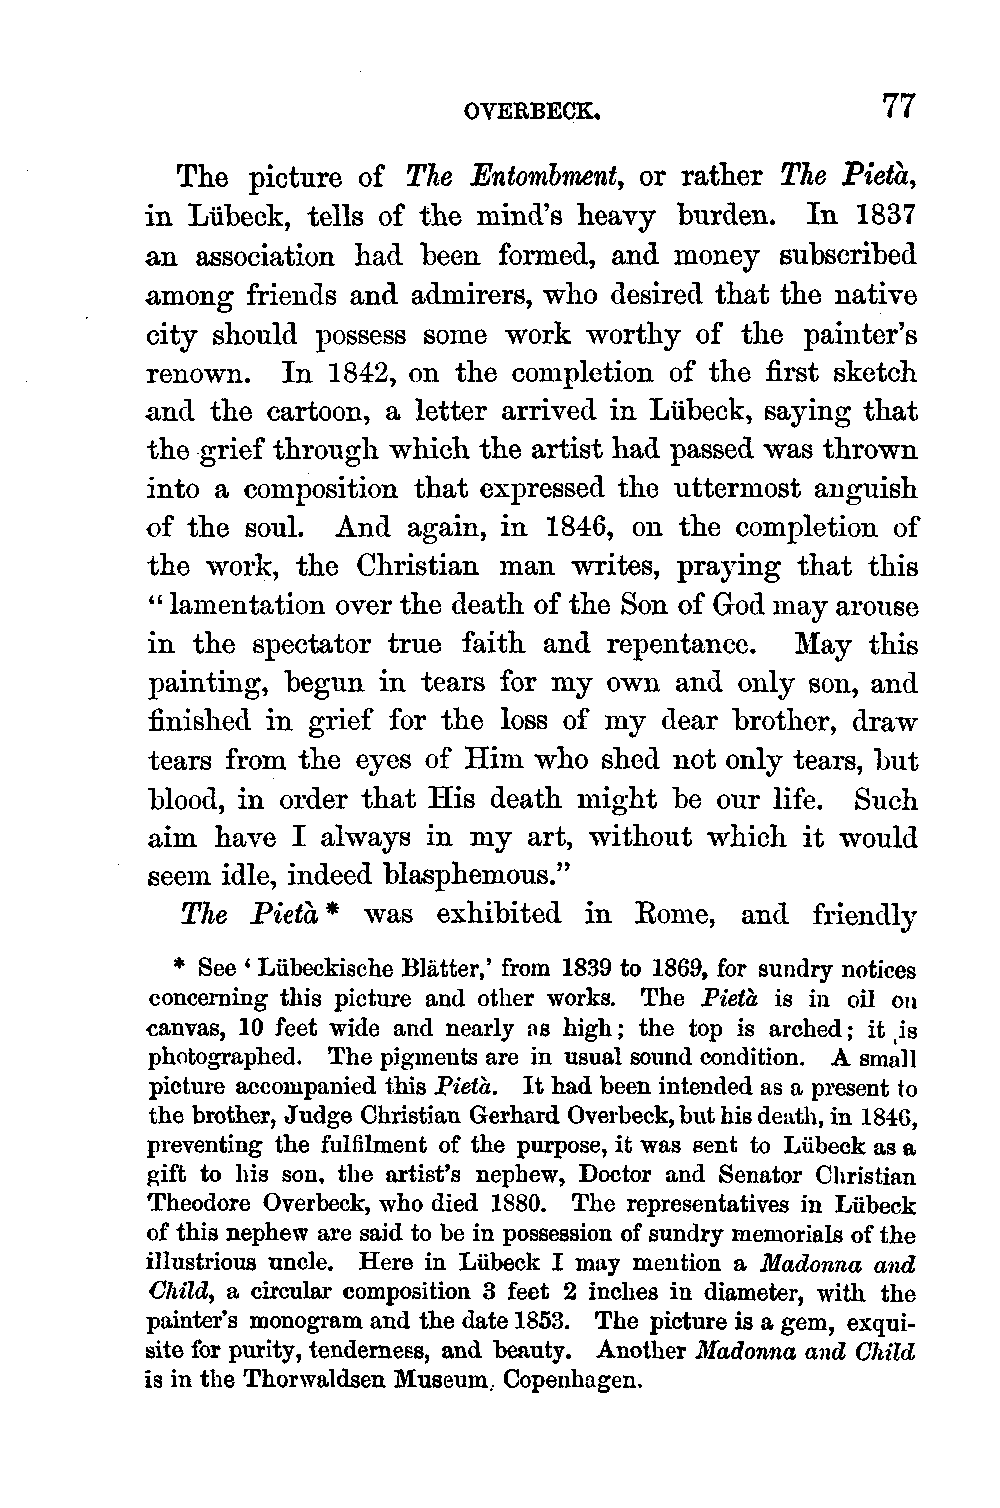 OVERBECK. 77
The picture of The Entombment, or rather The Pietà,
in Lübeck, tells of the mind's heavy burden. In 1837
an association had been formed, and money subscribed
among friends and admirers, who desired that the native
city should possess some work worthy of the painter's
renown. In 1842, on the completion of the first sketch
and the cartoon, a letter arrived in Lübeck, saying that
the grief through which the artist had passed was thrown
into a composition that expressed the uttermost anguish
of the soul. And again, in 1846, on the completion of
the work, the Christian man writes, praying that this
“lamentation over the death of the Son of God may arouse
in the spectator true faith and repentance. May this
painting, begun in tears for my own and only son, and
finished in grief for the loss of my dear brother, draw
tears from the eyes of Him who shed not only tears, but
blood, in order that His death might be our life. Such
aim have I always in my art, without which it would
seem idle, indeed blasphemous.”
The Pietà * was exhibited in Rome, and friendly
* See ‘Lübeckische Blätter,’ from 1839 to 1869, for sundry notices
concerning this picture and other works. The Pietà is in oil on
canvas, 10 feet wide and nearly as high; the top is arched; it is
photographed. The pigments are in usual sound condition. A small
picture accompanied this Pietà. It had been intended as a present to
the brother, Judge Christian Gerhard Overbeck, but his death, in 1846,
preventing the fulfilment of the purpose, it was sent to Lübeck as a
gift to his son, the artist's nephew, Doctor and Senator Christian
Theodore Overbeck, who died 1880. The representatives in Lübeck
of this nephew are said to be in possession of sundry memorials of the
illustrious uncle. Here in Lübeck I may mention a Madonna and
Child, a circular composition 3 feet 2 inches in diameter, with the
painter's monogram and the date 1853. The picture is a gem, exqui-
site for purity, tenderness, and beauty. Another Madonna and Child
is in the Thorwaldsen Museum, Copenhagen.